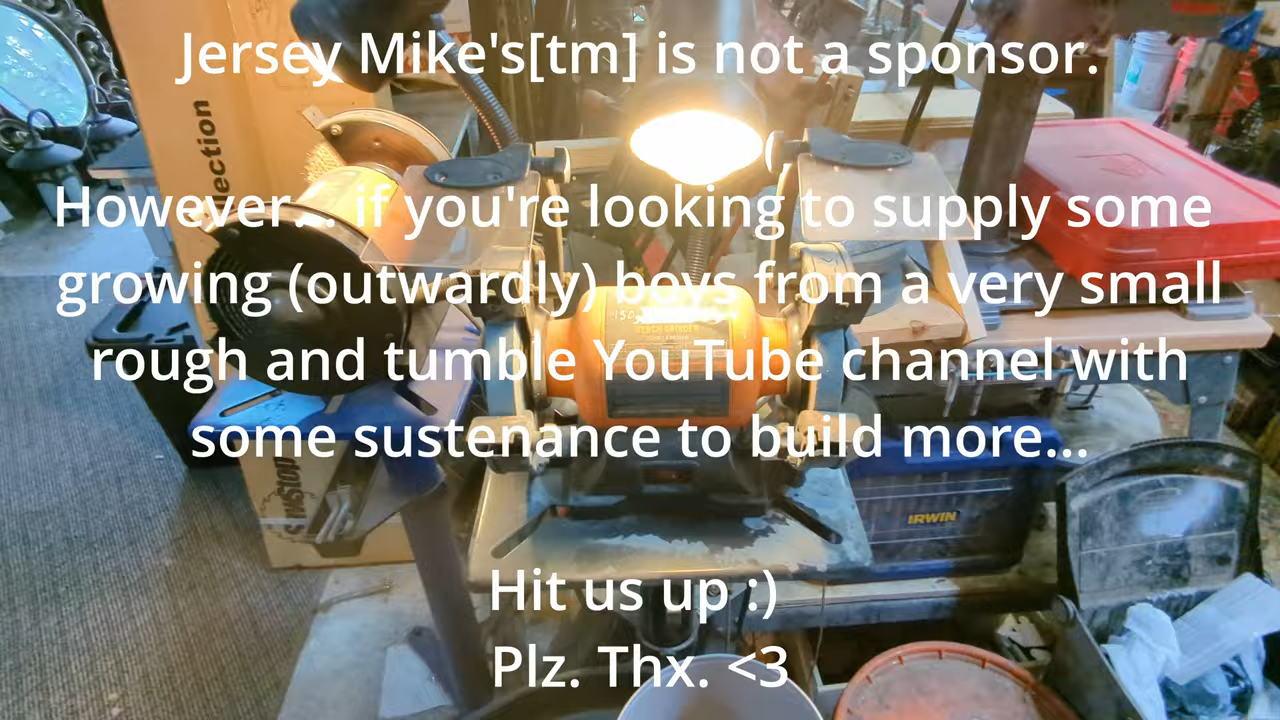 Jersey Mike's[tm] is not a sponsor.
However... if you're looking to supply some
growing (outwardly) boys from a very small
rough and tumble YouTube channel with
some sustenance to build more...
Hit us up :)
Plz. Thx. <3
BENCH GRINDER
IRWIN